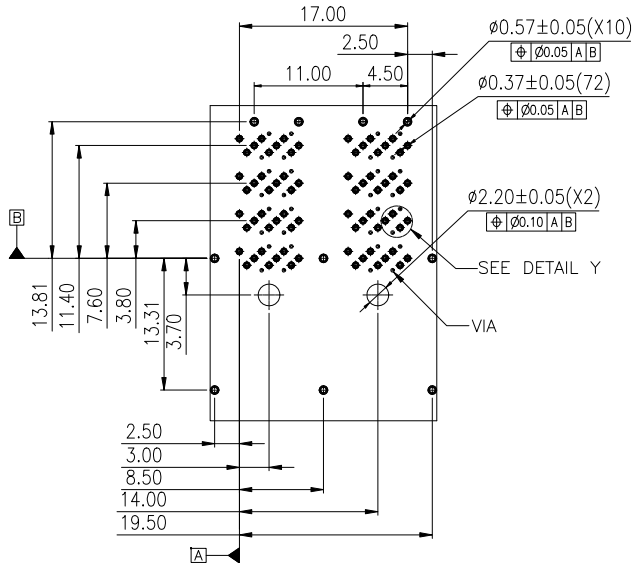 17.00
2.50
ø0.57±0.05(X10)
⌖ Ø0.05 A B
11.00
4.50
ø0.37±0.05(72)
⌖ Ø0.05 A B
ø2.20±0.05(X2)
⌖ Ø0.10 A B
B
SEE DETAIL Y
13.81
11.40
7.60
3.80
13.31
3.70
VIA
2.50
3.00
8.50
14.00
19.50
A